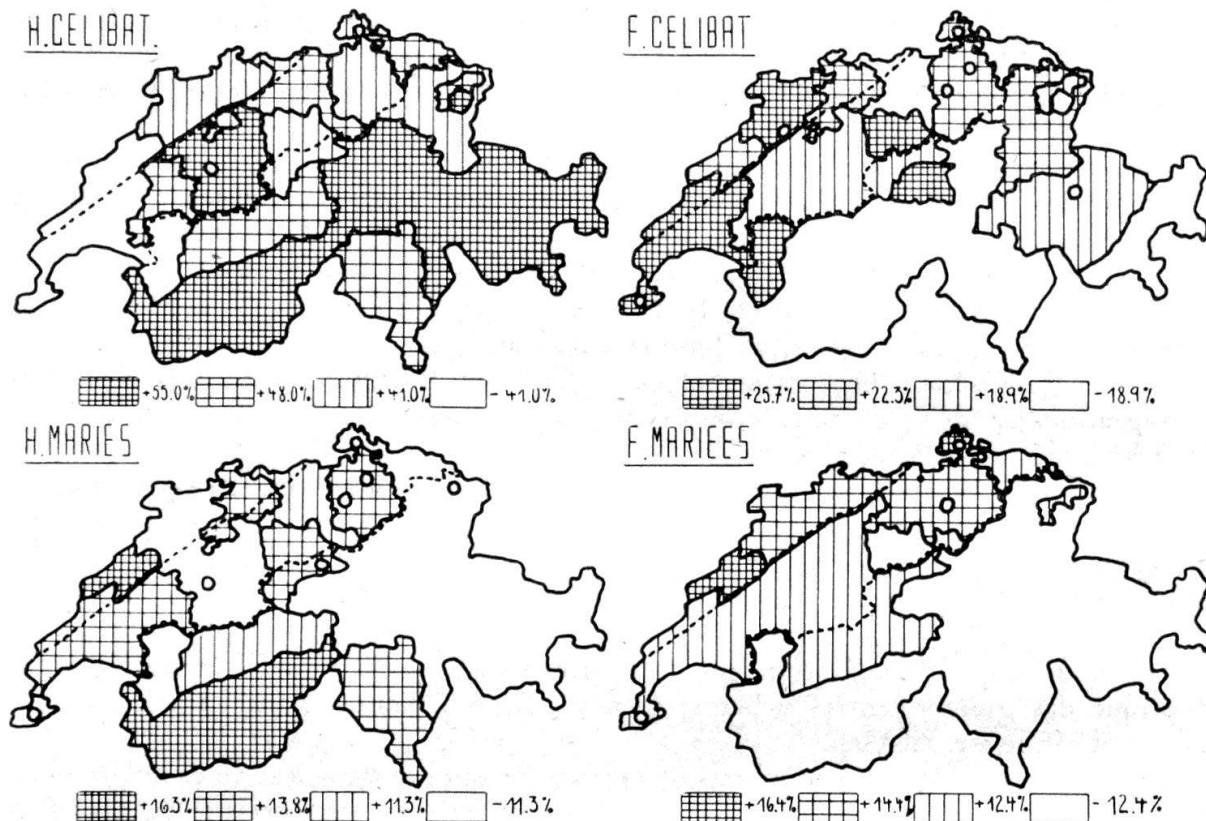 H.CELIBAT.
F.CELIBAT
+55.0% +48.0% +41.0% - 41.0%
+25.7% +22.3% +18.9% - 18.9%
H.MARIES
F.MARIEES
+16.3% +13.8% +11.3% -11.3%
+16.4% +14.4% +12.4% -12.4%